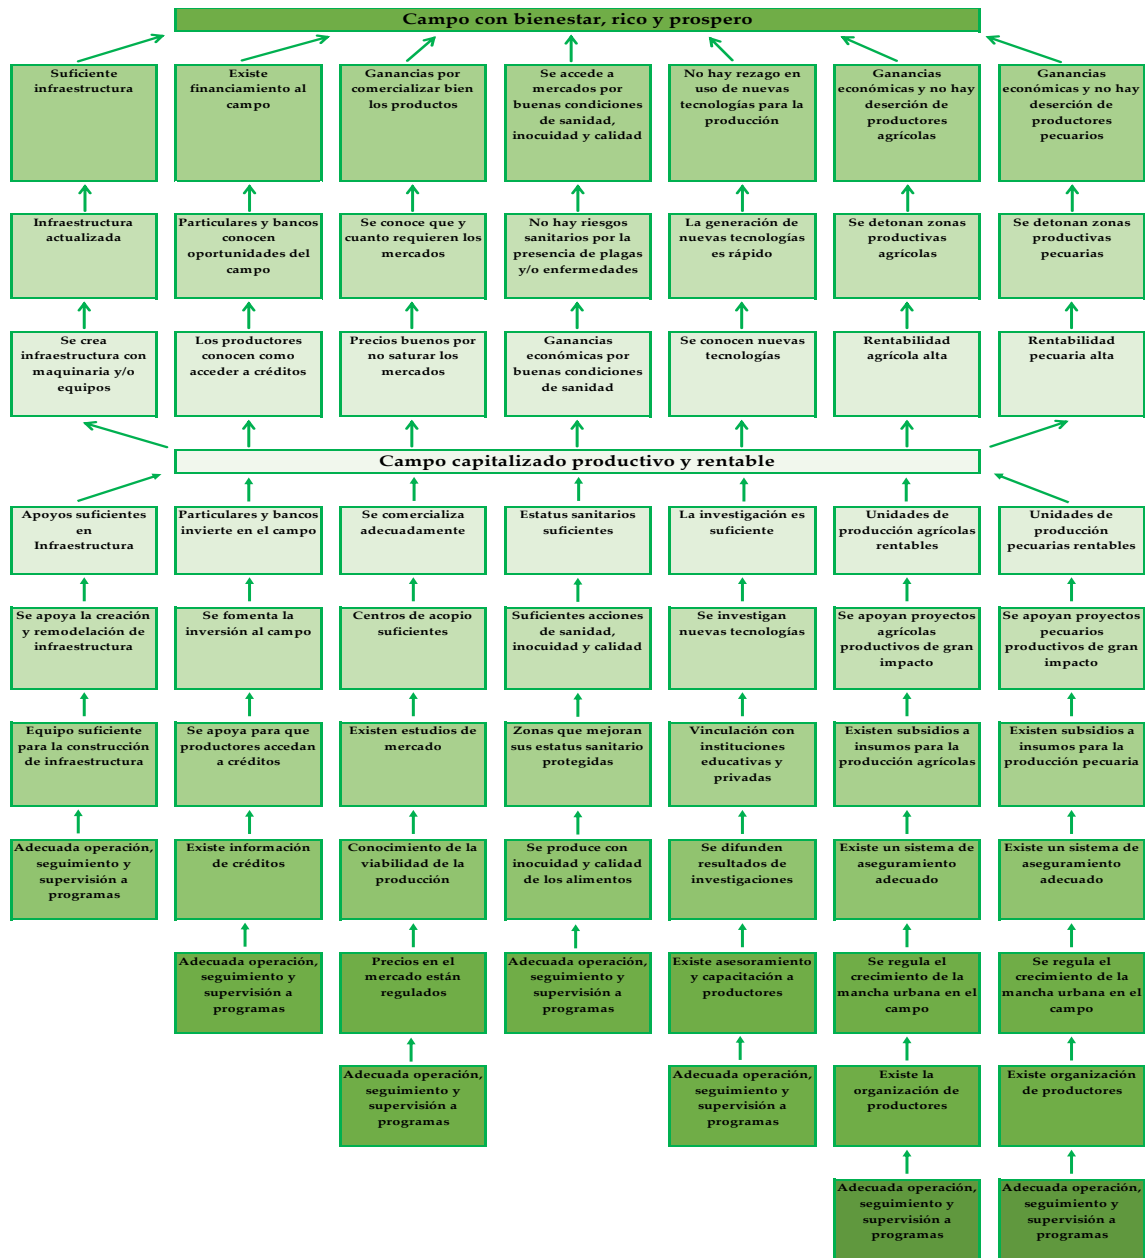 Campo con bienestar, rico y prospero
Suficiente
infraestructura
Existe
financiamiento al
campo
Ganancias por
comercializar bien
los productos
Se accede a
mercados por
buenas condiciones
de sanidad,
inocuidad y calidad
No hay rezago en
uso de nuevas
tecnologías para la
producción
Ganancias
económicas y no hay
deserción de
productores
agrícolas
Ganancias
económicas y no hay
deserción de
productores
pecuarios
Infraestructura
actualizada
Particulares y bancos
conocen
oportunidades del
campo
Se conoce que y
cuanto requieren los
mercados
No hay riesgos
sanitarios por la
presencia de plagas
y/o enfermedades
La generación de
nuevas tecnologías
es rápido
Se detonan zonas
productivas
agrícolas
Se detonan zonas
productivas
pecuarias
Se crea
infraestructura con
maquinaria y/o
equipos
Los productores
conocen como
acceder a créditos
Precios buenos por
no saturar los
mercados
Ganancias
económicas por
buenas condiciones
de sanidad
Se conocen nuevas
tecnologías
Rentabilidad
agrícola alta
Rentabilidad
pecuaria alta
Campo capitalizado productivo y rentable
Apoyos suficientes
en
Infraestructura
Particulares y bancos
invierte en el campo
Se comercializa
adecuadamente
Estatus sanitarios
suficientes
La investigación es
suficiente
Unidades de
producción agrícolas
rentables
Unidades de
producción
pecuarias rentables
Se apoya la creación
y remodelación de
infraestructura
Se fomenta la
inversión al campo
Centros de acopio
suficientes
Suficientes acciones
de sanidad,
inocuidad y calidad
Se investigan
nuevas tecnologías
Se apoyan proyectos
agrícolas
productivos de gran
impacto
Se apoyan proyectos
pecuarios
productivos de gran
impacto
Equipo suficiente
para la construcción
de infraestructura
Se apoya para que
productores accedan
a créditos
Existen estudios de
mercado
Zonas que mejoran
sus estatus sanitario
protegidas
Vinculación con
instituciones
educativas y
privadas
Existen subsidios a
insumos para la
producción agrícolas
Existen subsidios a
insumos para la
producción pecuaria
Adecuada operación,
seguimiento y
supervisión a
programas
Existe información
de créditos
Conocimiento de la
viabilidad de la
producción
Se produce con
inocuidad y calidad
de los alimentos
Se difunden
resultados de
investigaciones
Existe un sistema de
aseguramiento
adecuado
Existe un sistema de
aseguramiento
adecuado
Adecuada operación,
seguimiento y
supervisión a
programas
Precios en el
mercado están
regulados
Adecuada operación,
seguimiento y
supervisión a
programas
Existe asesoramiento
y capacitación a
productores
Se regula el
crecimiento de la
mancha urbana en el
campo
Se regula el
crecimiento de la
mancha urbana en el
campo
Adecuada operación,
seguimiento y
supervisión a
programas
Adecuada operación,
seguimiento y
supervisión a
programas
Existe la
organización de
productores
Existe organización
de productores
Adecuada operación,
seguimiento y
supervisión a
programas
Adecuada operación,
seguimiento y
supervisión a
programas